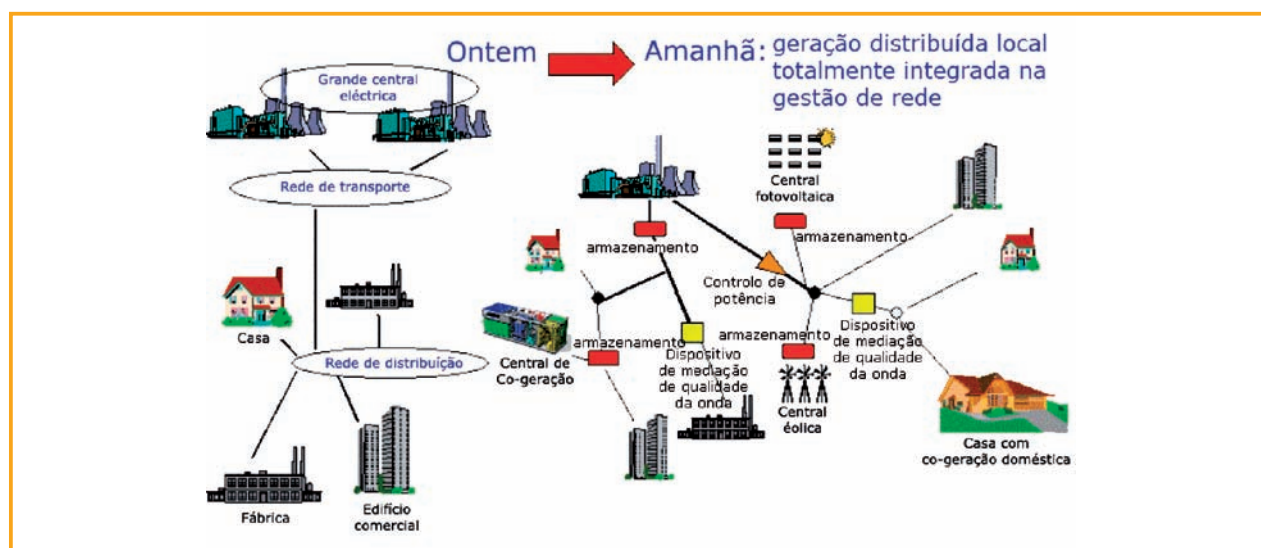 Ontem
Amanhã:
geração distribuída local
totalmente integrada na
gestão de rede
Grande central
eléctrica
Rede de transporte
Casa
Rede de distribuíção
Fábrica
Edifício
comercial
Central
fotovoltaica
armazenamento
armazenamento
Controlo de
potência
Central de
Co-geração
armazenamento
Dispositivo
de mediação
de qualidade
da onda
armazenamento
Central
éolica
Dispositivo
de mediação
de qualidade
da onda
Casa com
co-geração doméstica